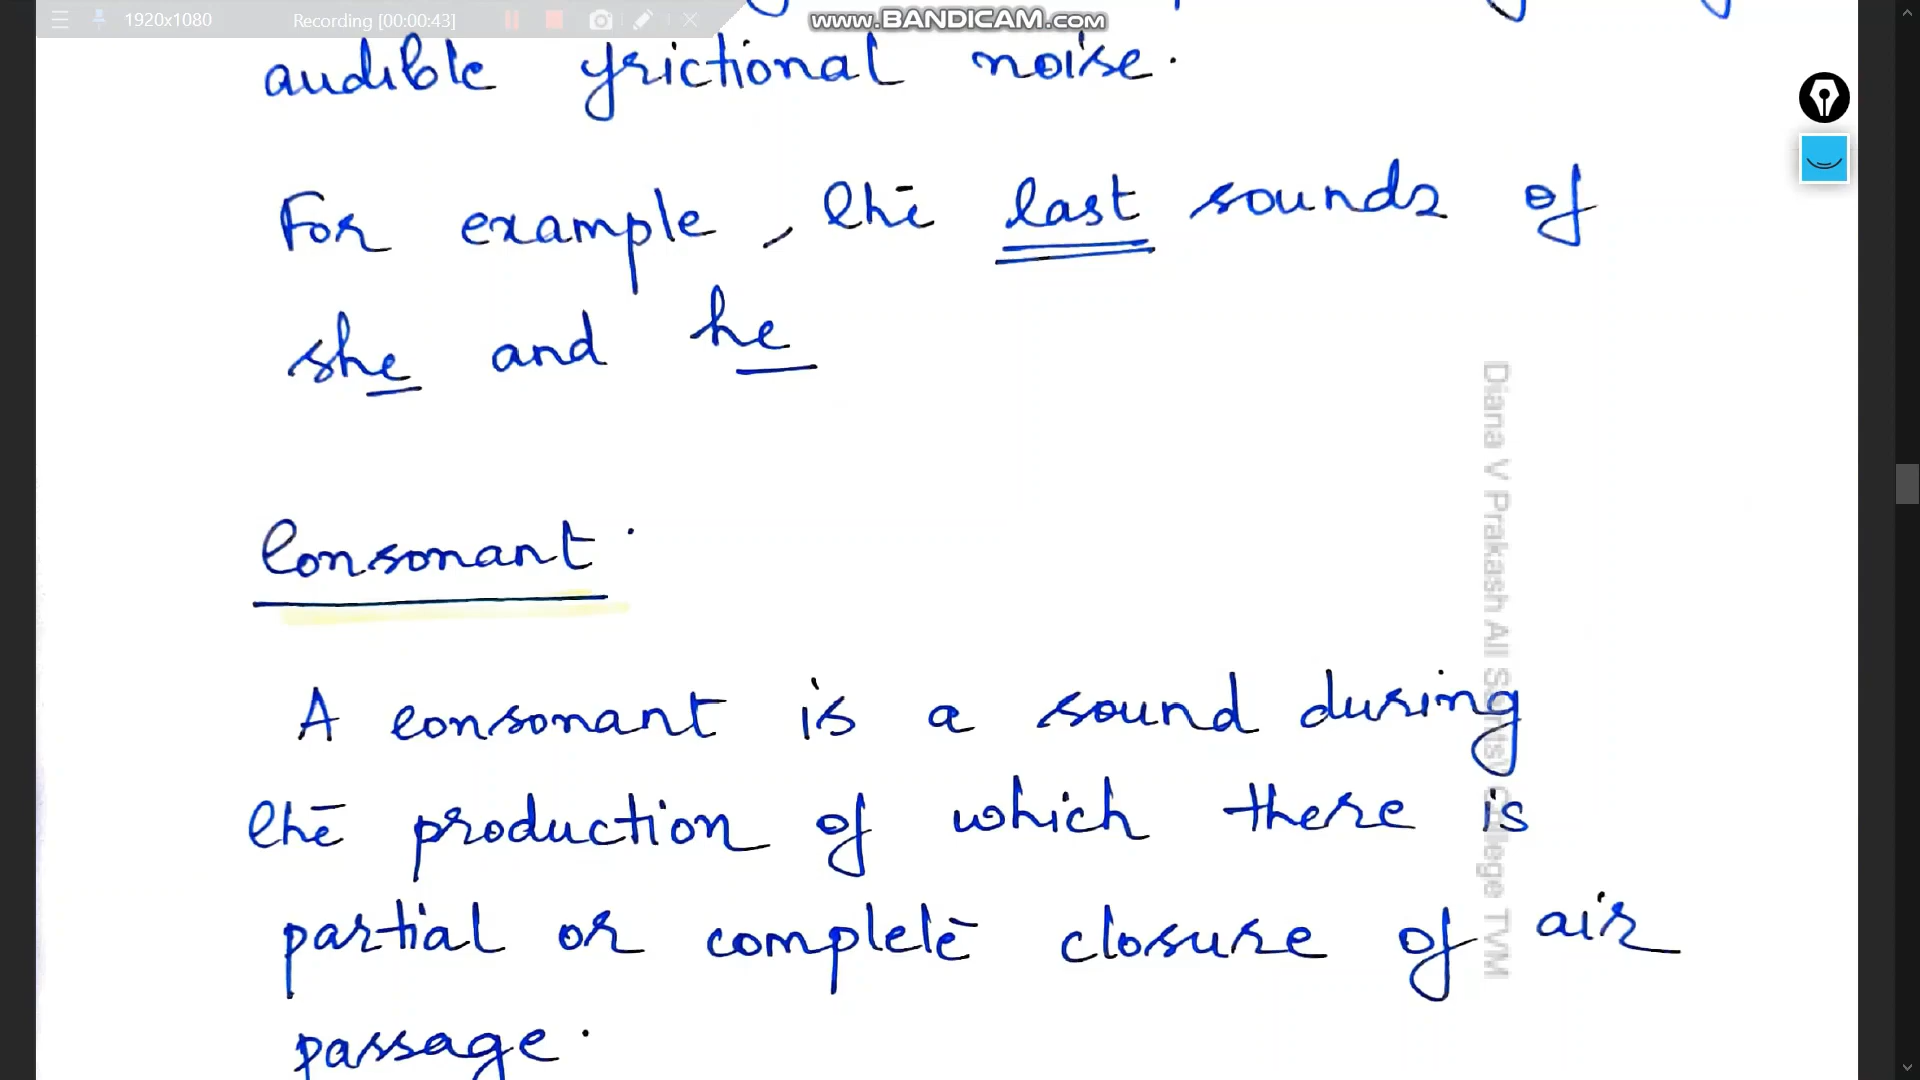 1920x1080 Recording [00:00:43] www.BANDICAM.com
audible frictional noise.
For example, the last sounds of
she and he
Consonant.
A consonant is a sound during
the production of which there is
partial or complete closure of air
passage.
Diana V Prakash All Saints' College TVM